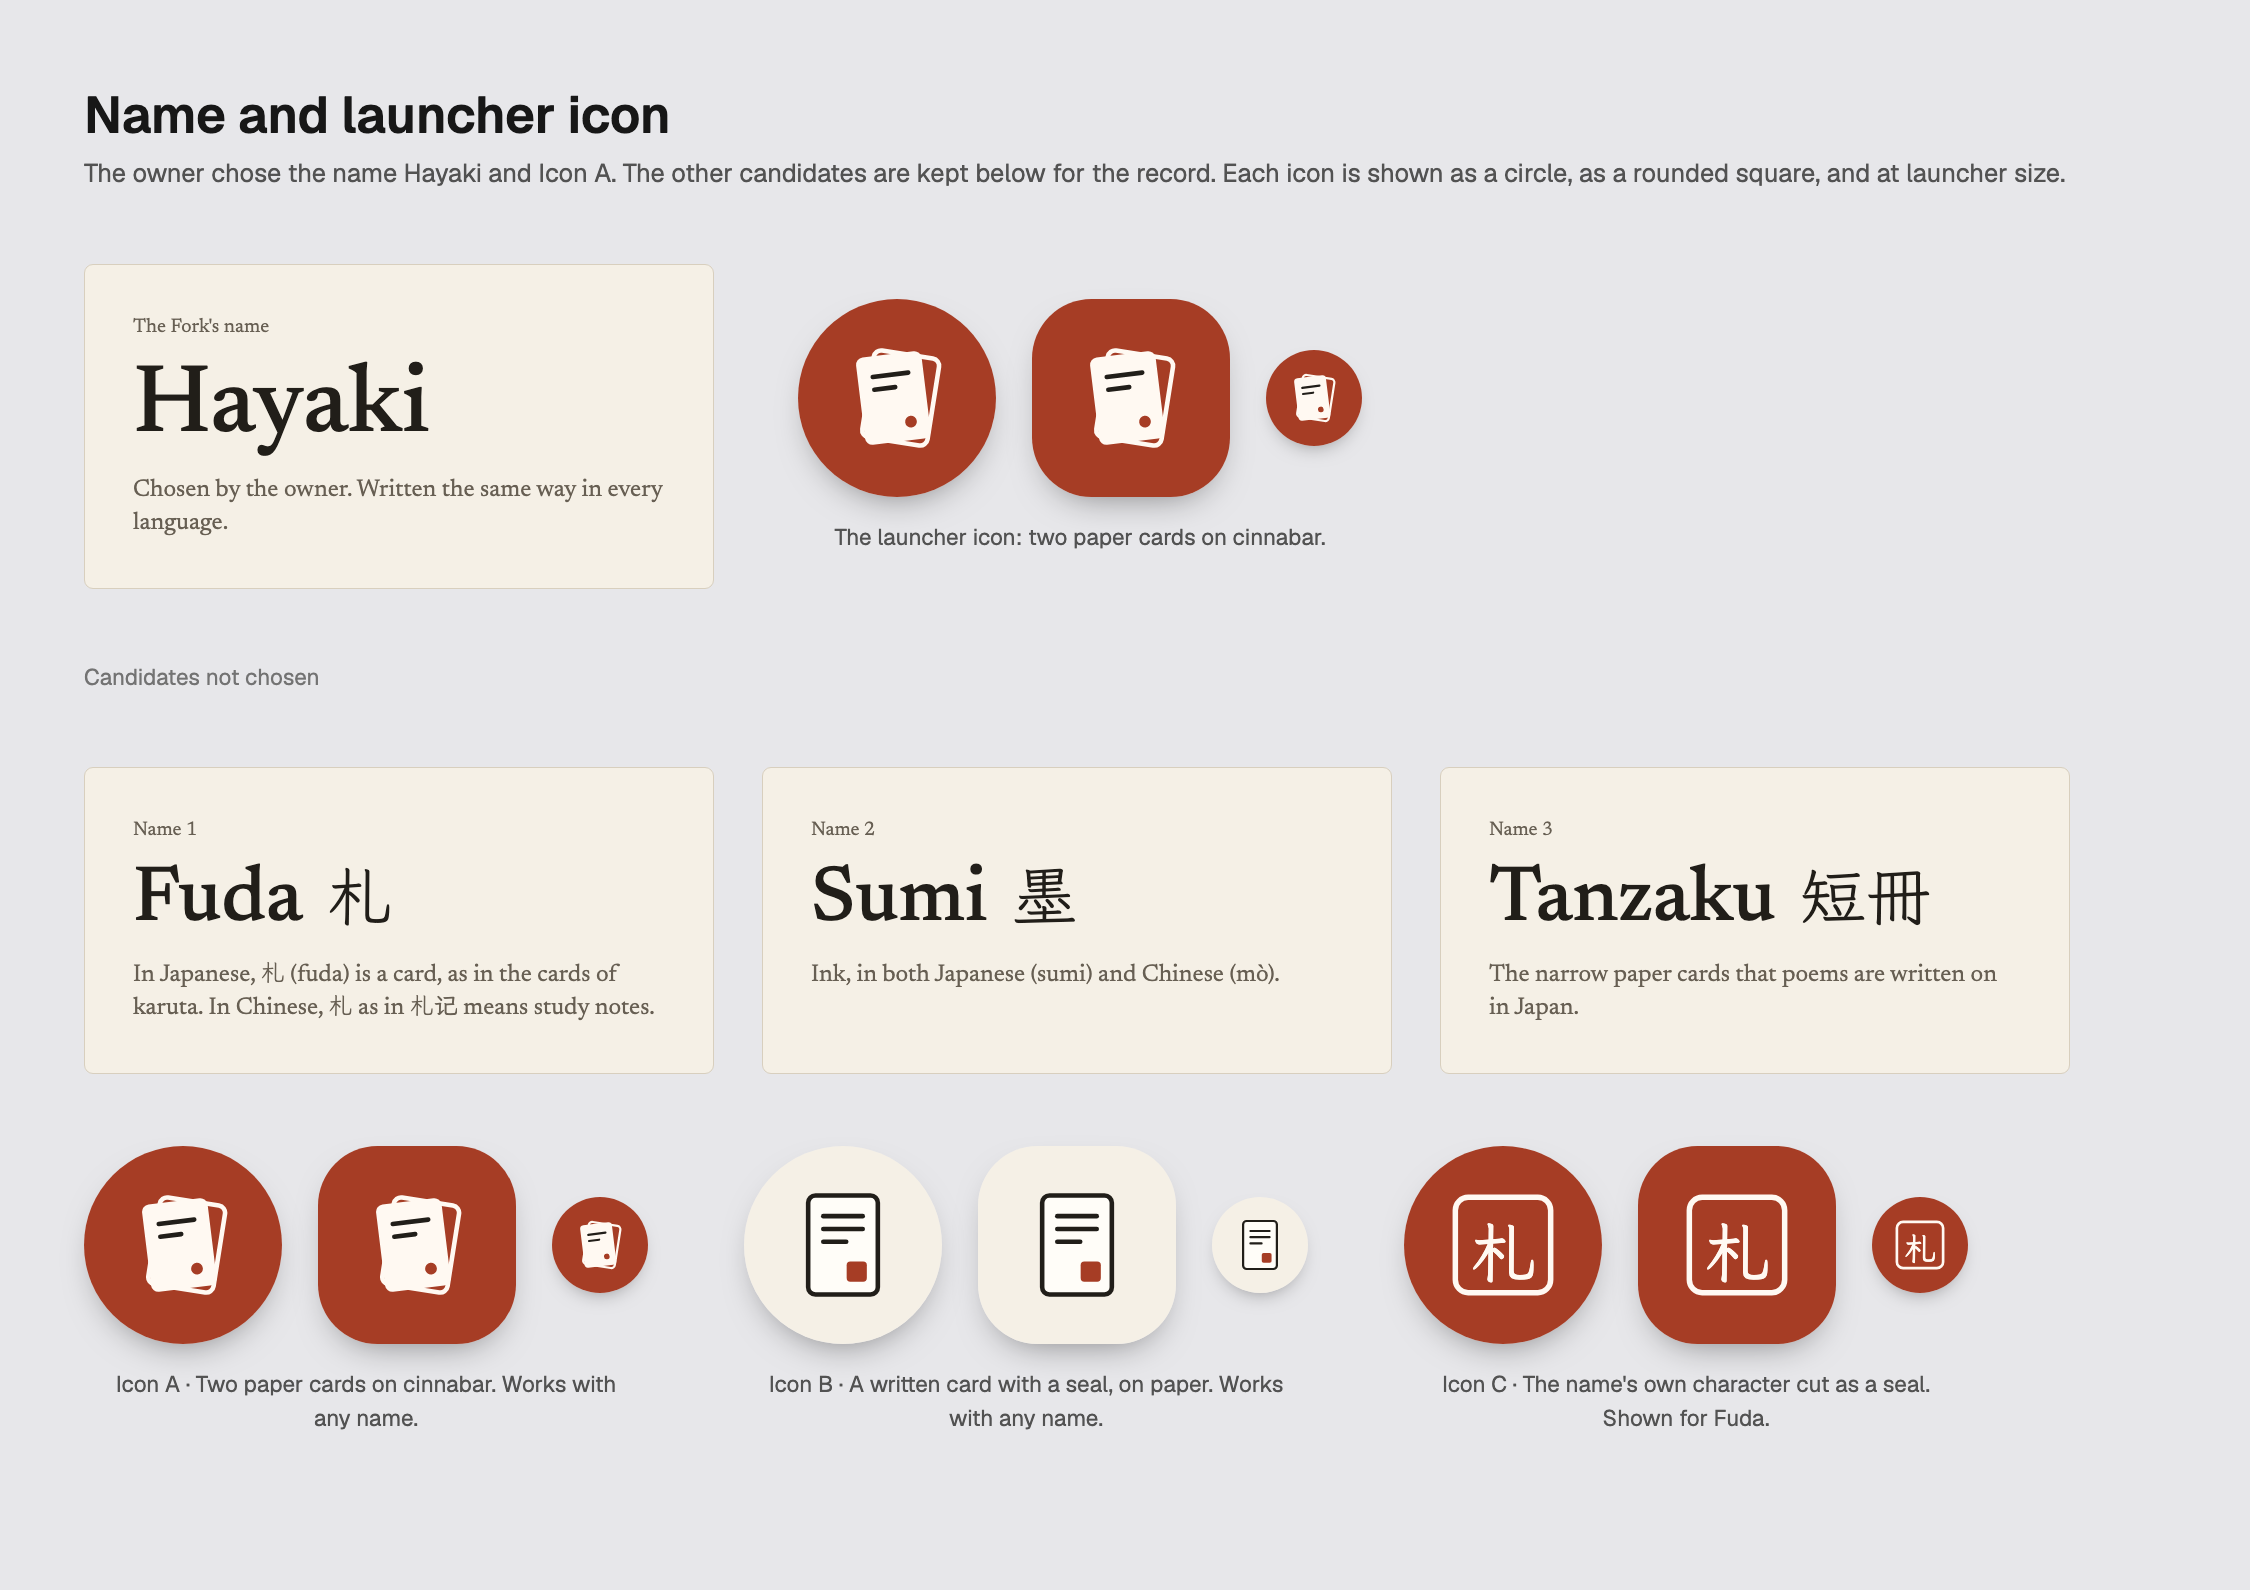 Name and launcher icon
The owner chose the name Hayaki and Icon A. The other candidates are kept below for the record. Each icon is shown as a circle, as a rounded square, and at launcher size.
The Fork's name
Hayaki
Chosen by the owner. Written the same way in every
language.
The launcher icon: two paper cards on cinnabar.
Candidates not chosen
Name 1
Fuda 札
In Japanese, 札 (fuda) is a card, as in the cards of
karuta. In Chinese, 札 as in 札记 means study notes.
Name 2
Sumi 墨
Ink, in both Japanese (sumi) and Chinese (mò).
Name 3
Tanzaku 短冊
The narrow paper cards that poems are written on
in Japan.
Icon A · Two paper cards on cinnabar. Works with
any name.
Icon B · A written card with a seal, on paper. Works
with any name.
札
札
札
Icon C · The name's own character cut as a seal.
Shown for Fuda.